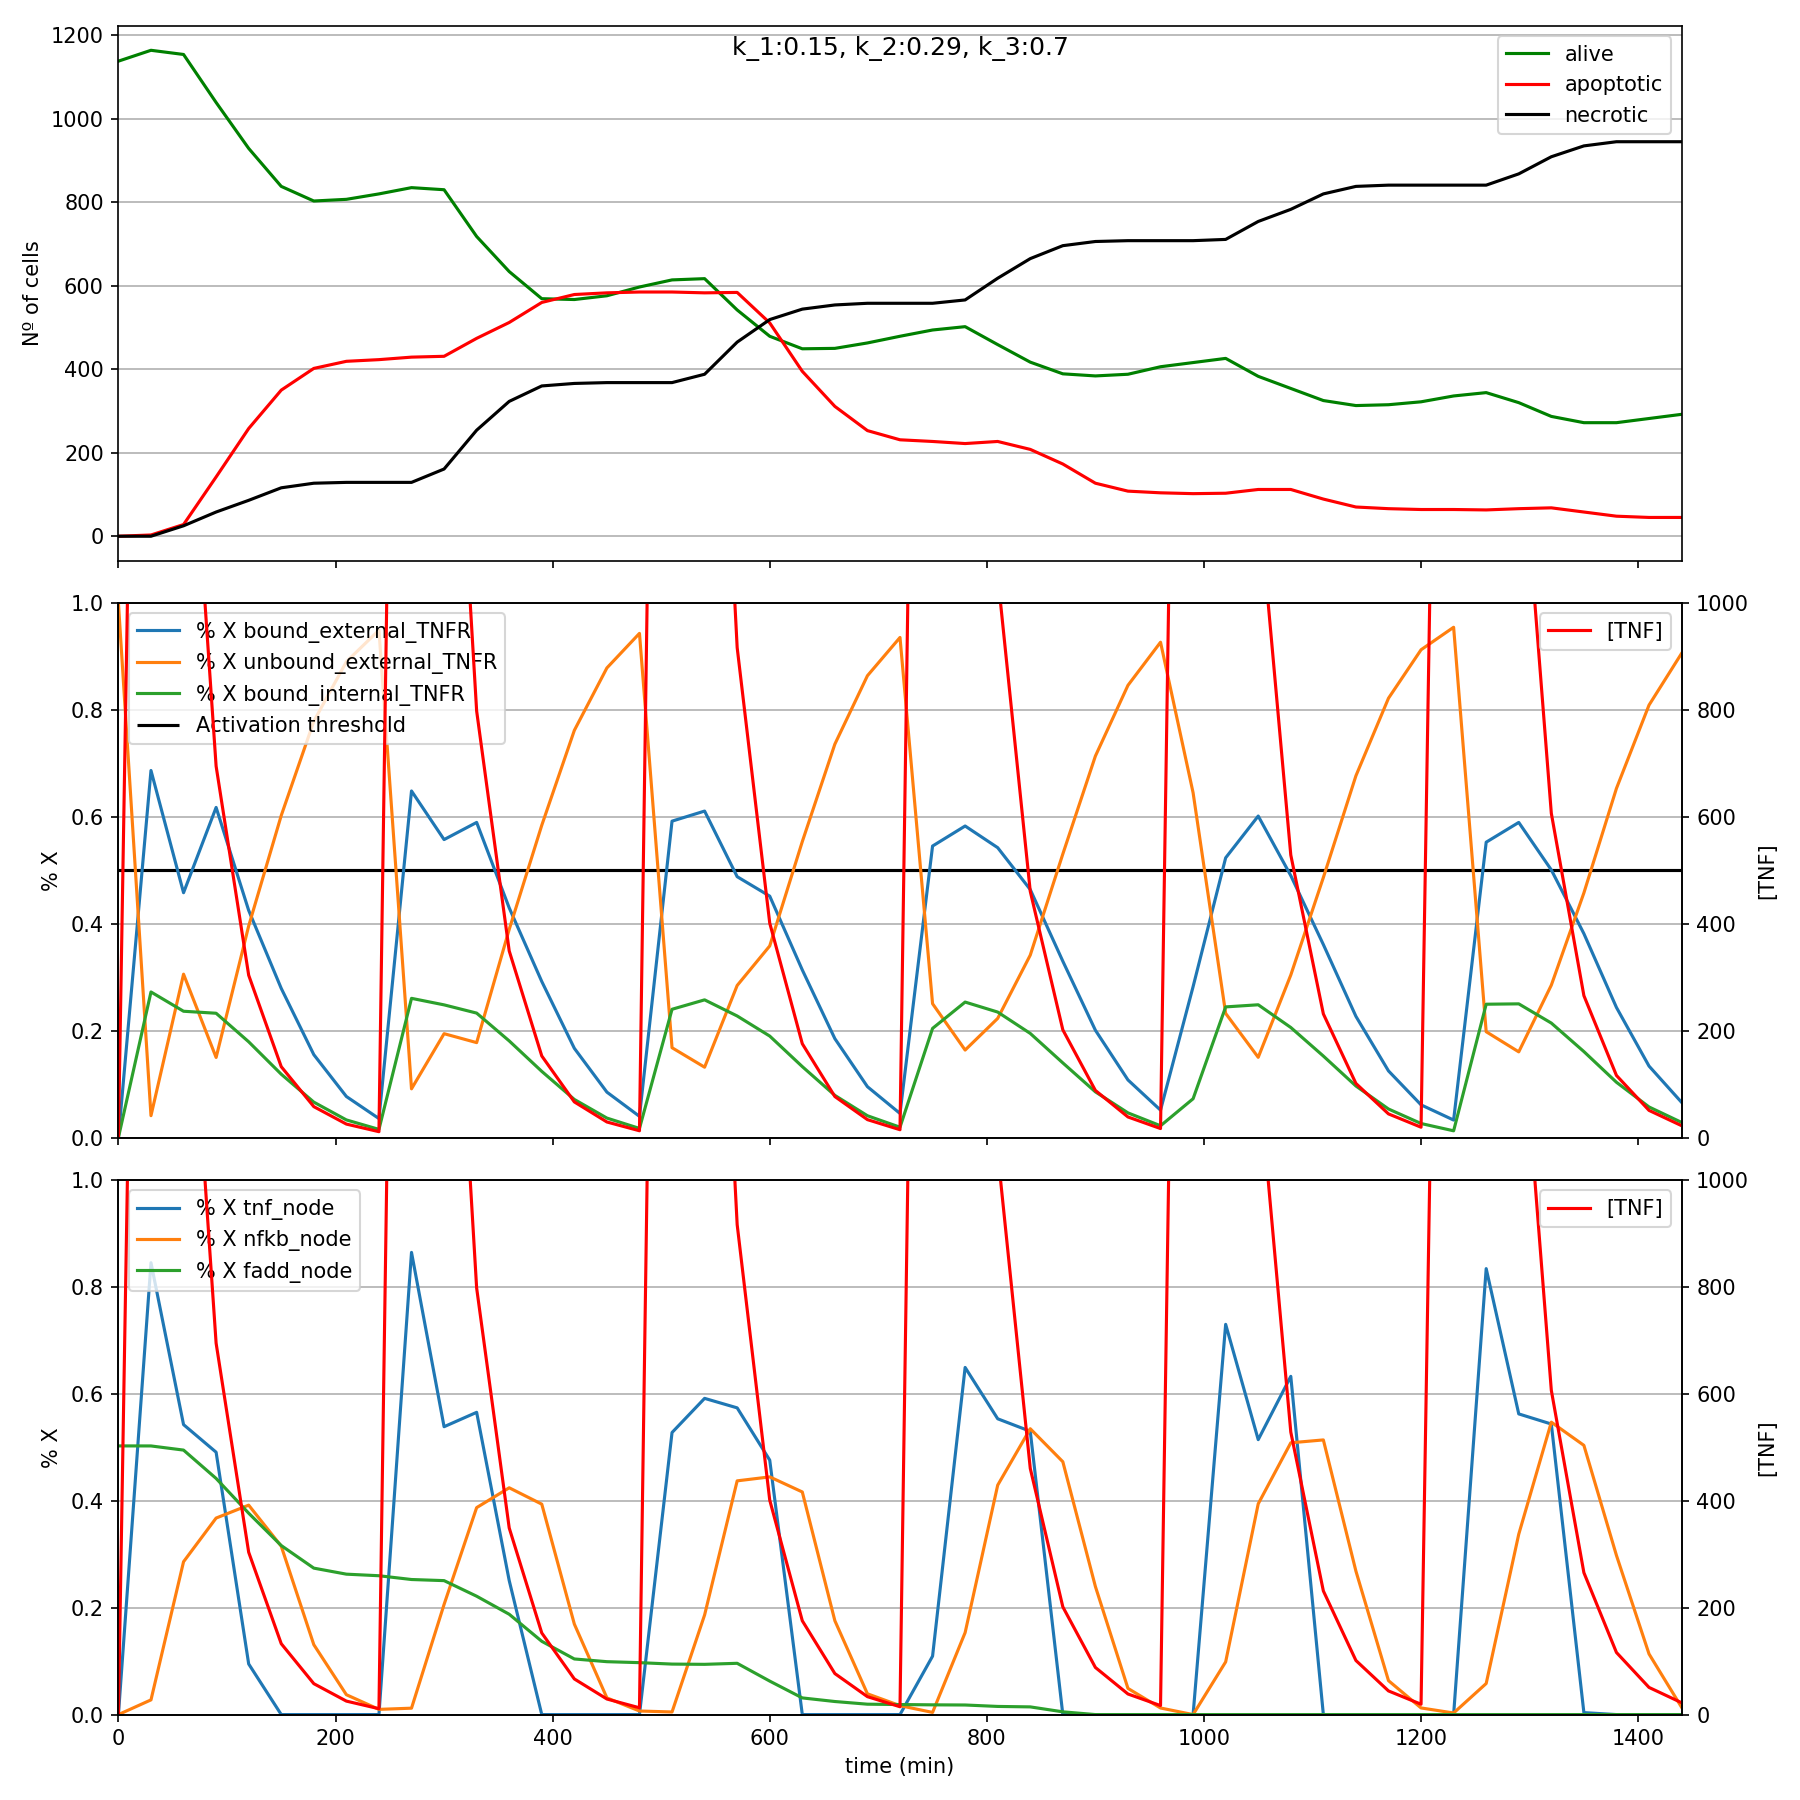 k_1:0.15, k_2:0.29, k_3:0.7
1200
1000
800
600
400
200
0
Nº of cells
alive
apoptotic
necrotic
1.0
0.8
0.6
0.4
0.2
0.0
% X
% X bound_external_TNFR
% X unbound_external_TNFR
% X bound_internal_TNFR
Activation threshold
[TNF]
1000
800
600
400
200
0
[TNF]
1.0
0.8
0.6
0.4
0.2
0.0
% X
% X tnf_node
% X nfkb_node
% X fadd_node
[TNF]
1000
800
600
400
200
0
[TNF]
0 200 400 600 800 1000 1200 1400
time (min)